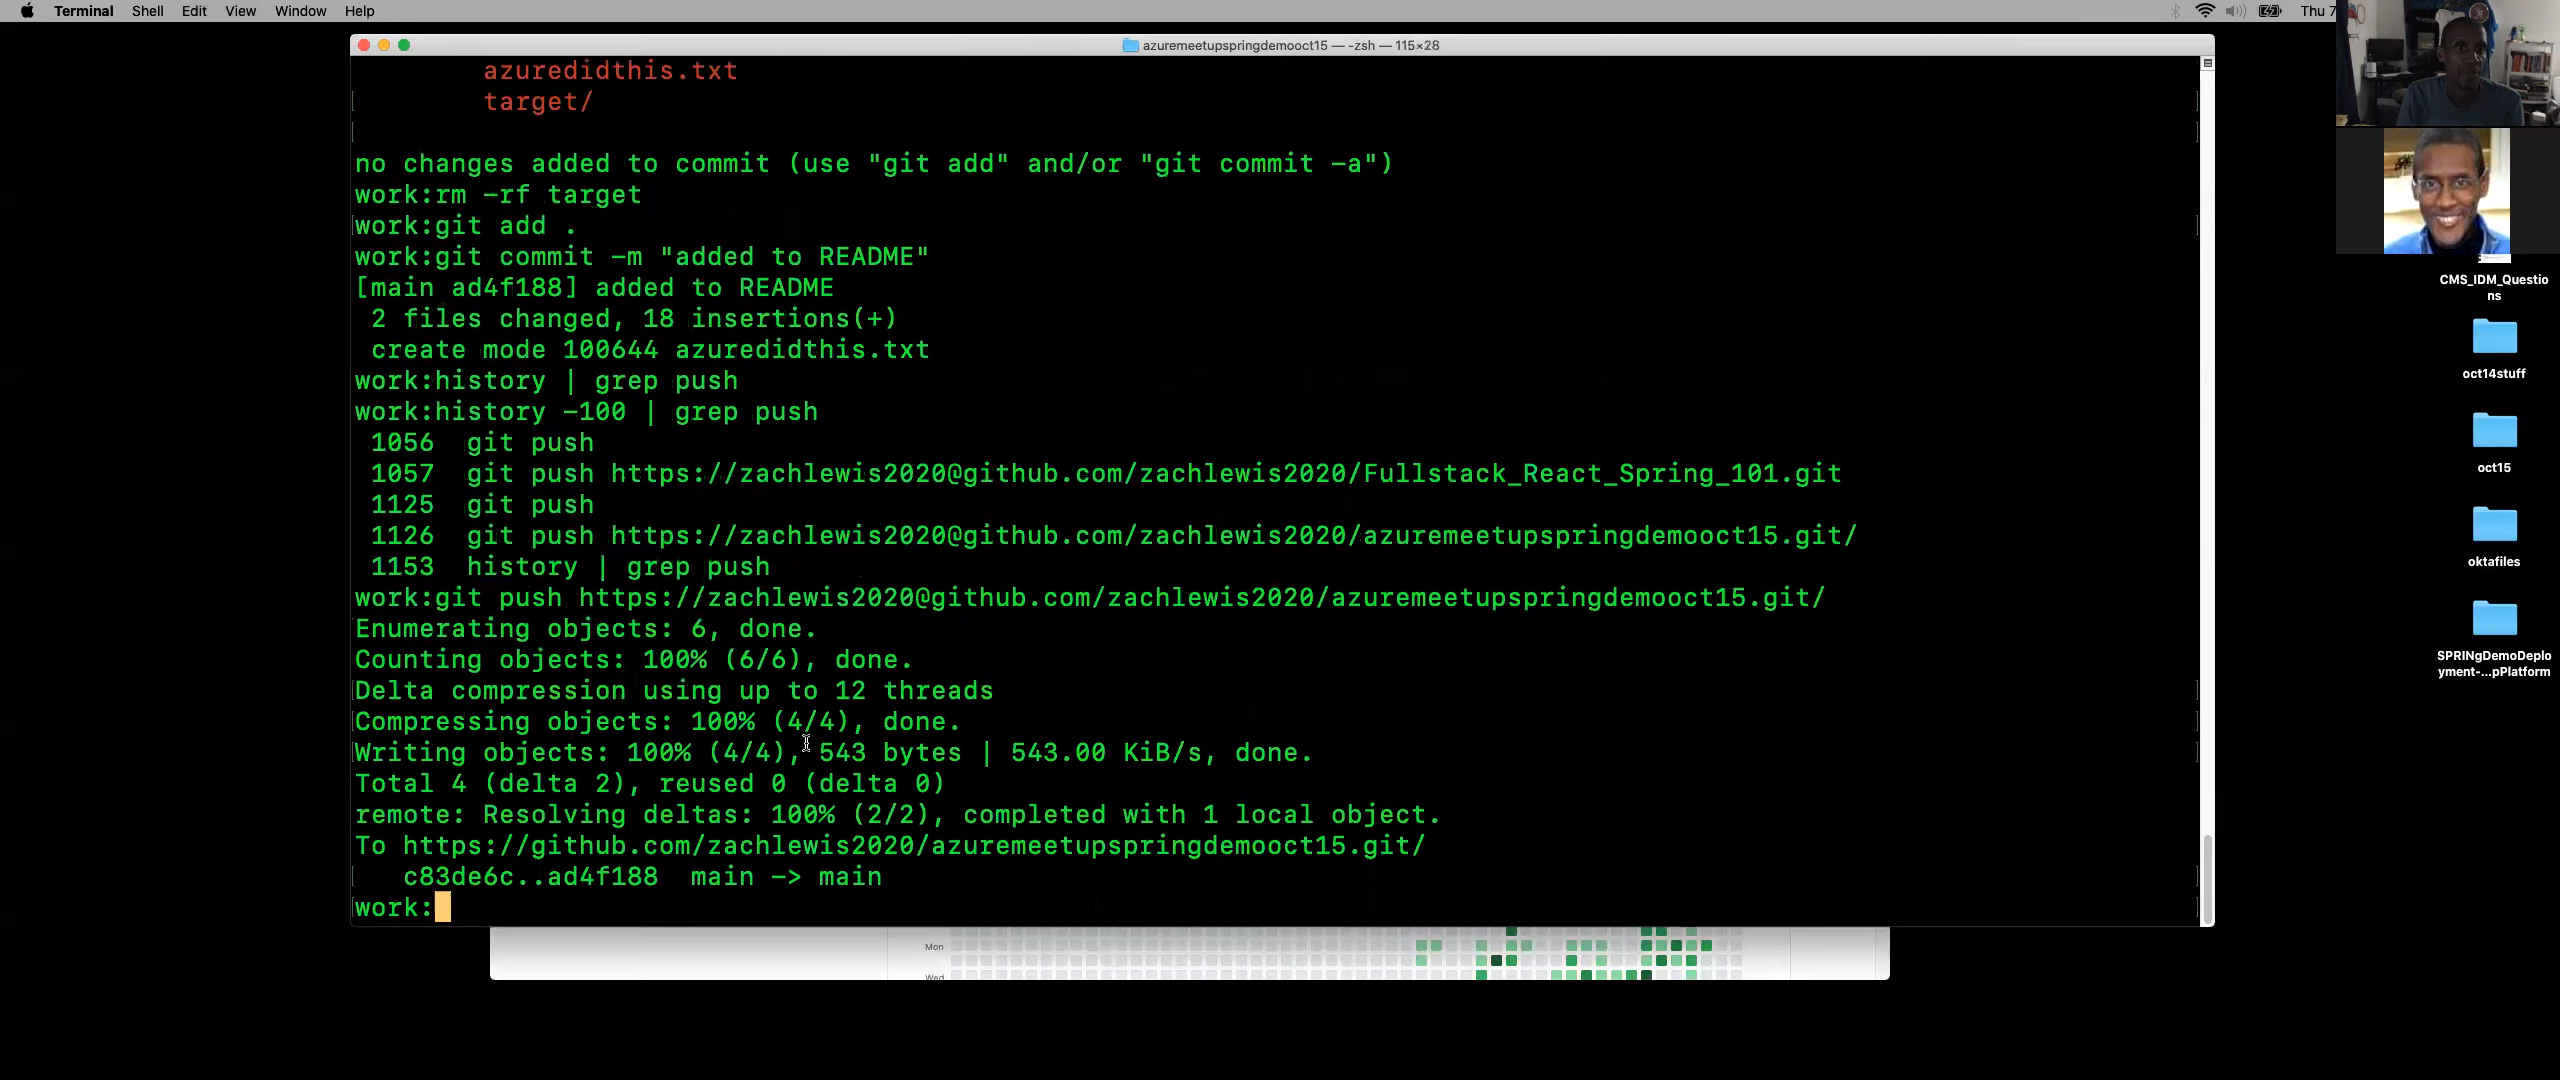 Terminal Shell Edit View Window Help
Thu 7
azuremeetupspringdemooct15 — -zsh — 115×28
azuredidthis.txt
target/
no changes added to commit (use "git add" and/or "git commit -a")
work:rm -rf target
work:git add .
work:git commit -m "added to README"
[main ad4f188] added to README
2 files changed, 18 insertions(+)
create mode 100644 azuredidthis.txt
work:history | grep push
work:history -100 | grep push
1056 git push
1057 git push https://zachlewis2020@github.com/zachlewis2020/Fullstack_React_Spring_101.git
1125 git push
1126 git push https://zachlewis2020@github.com/zachlewis2020/azuremeetupspringdemooct15.git/
1153 history | grep push
work:git push https://zachlewis2020@github.com/zachlewis2020/azuremeetupspringdemooct15.git/
Enumerating objects: 6, done.
Counting objects: 100% (6/6), done.
Delta compression using up to 12 threads
Compressing objects: 100% (4/4), done.
Writing objects: 100% (4/4), 543 bytes | 543.00 KiB/s, done.
Total 4 (delta 2), reused 0 (delta 0)
remote: Resolving deltas: 100% (2/2), completed with 1 local object.
To https://github.com/zachlewis2020/azuremeetupspringdemooct15.git/
c83de6c..ad4f188 main -> main
work:
Mon
Wed
CMS_IDM_Questio
ns
oct14stuff
oct15
oktafiles
SPRINgDemoDeplo
yment-...pPlatform